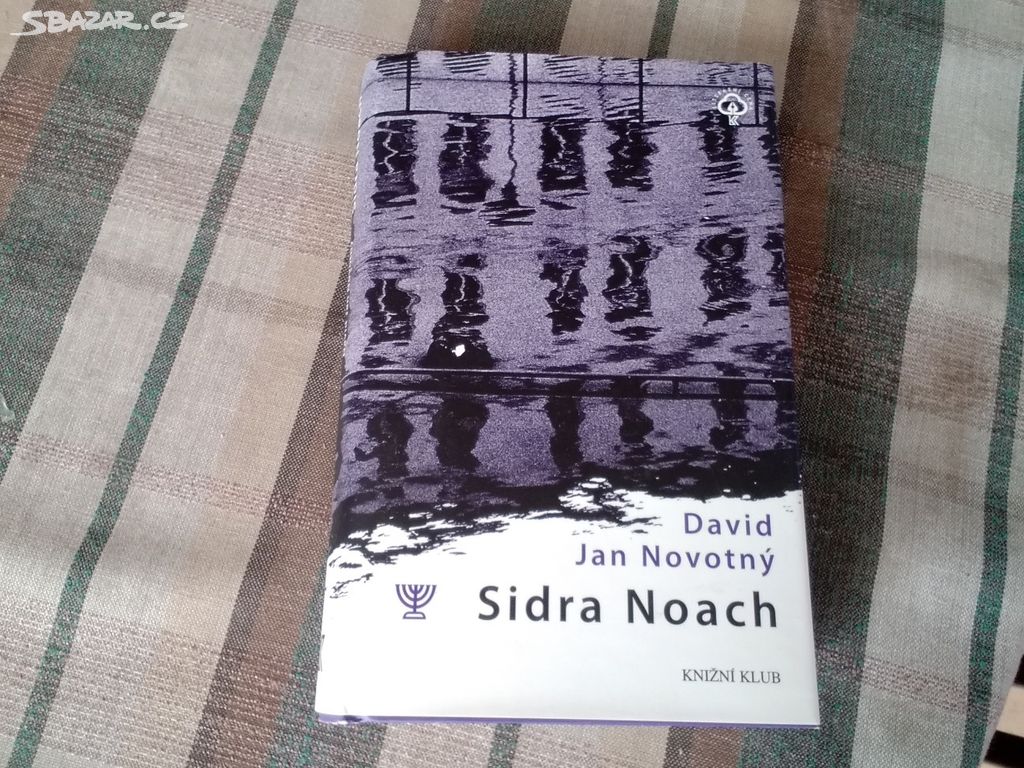 SBAZAR.CZ
David
Jan Novotný
Sidra Noach
KNIŽNÍ KLUB